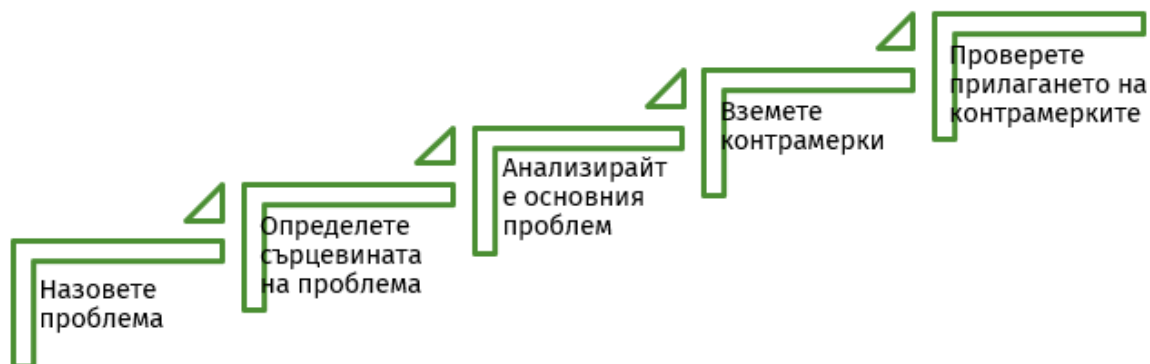 Назовете
проблема
Определете
сърцевината
на проблема
Анализирайт
е основния
проблем
Вземете
контрамерки
Проверете
прилагането на
контрамерките